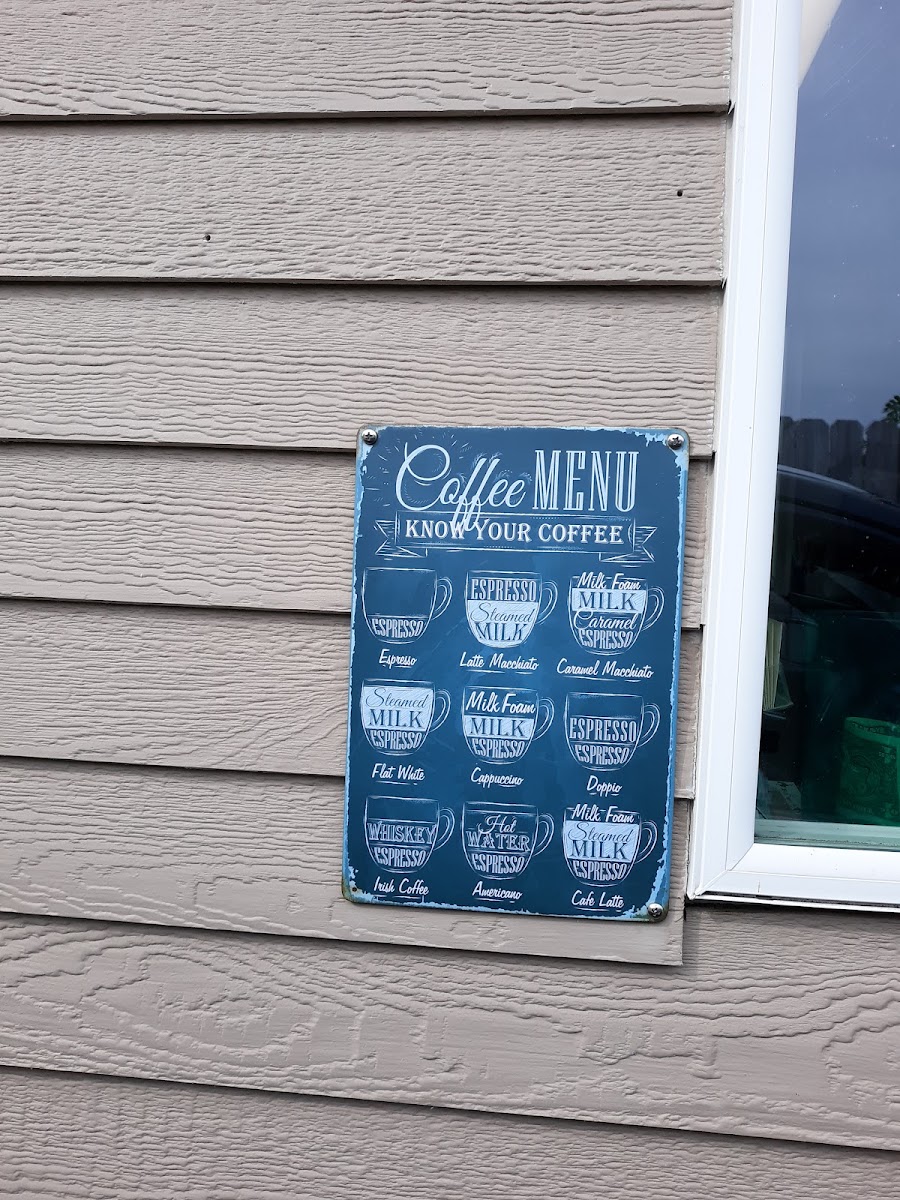 Coffee MENU
KNOW YOUR COFFEE
ESPRESSO
Espresso
ESPRESSO
Steamed
MILK
Latte Macchiato
Milk Foam
MILK
Caramel
ESPRESSO
Caramel Macchiato
Steamed
MILK
ESPRESSO
Flat White
Milk Foam
MILK
ESPRESSO
Cappuccino
ESPRESSO
ESPRESSO
Doppio
WHISKEY
ESPRESSO
Irish Coffee
Hot
WATER
ESPRESSO
Americano
Milk Foam
Steamed
MILK
ESPRESSO
Cafe Latte